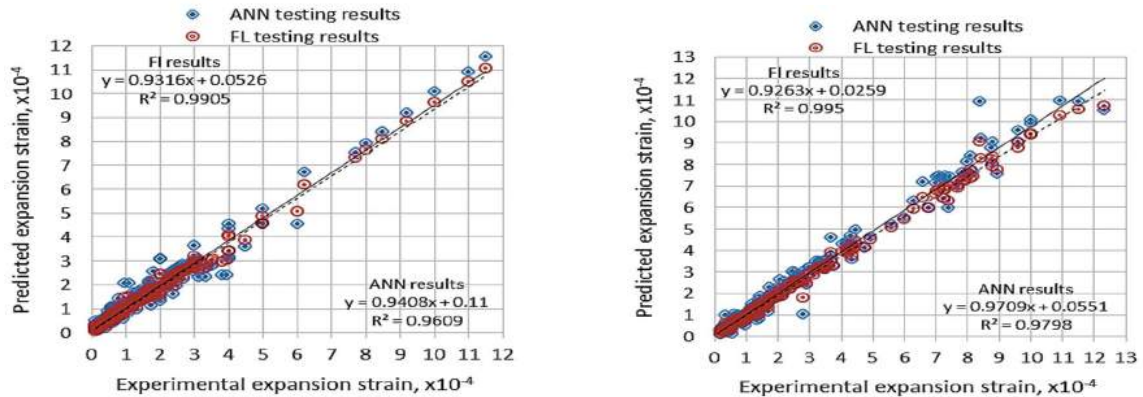 ANN testing results
FL testing results
12
11
10
9
8
7
6
5
4
3
2
1
0
Predicted expansion strain, x10⁻⁴
Fl results
y = 0.9316x + 0.0526
R² = 0.9905
ANN results
y = 0.9408x + 0.11
R² = 0.9609
0 1 2 3 4 5 6 7 8 9 10 11 12
Experimental expansion strain, x10⁻⁴
ANN testing results
FL testing results
13
12
11
10
9
8
7
6
5
4
3
2
1
0
Predicted expansion strain, x10⁻⁴
Fl results
y = 0.9263x + 0.0259
R² = 0.995
ANN results
y = 0.9709x + 0.0551
R² = 0.9798
0 1 2 3 4 5 6 7 8 9 10 11 12 13
Experimental expansion strain, x10⁻⁴